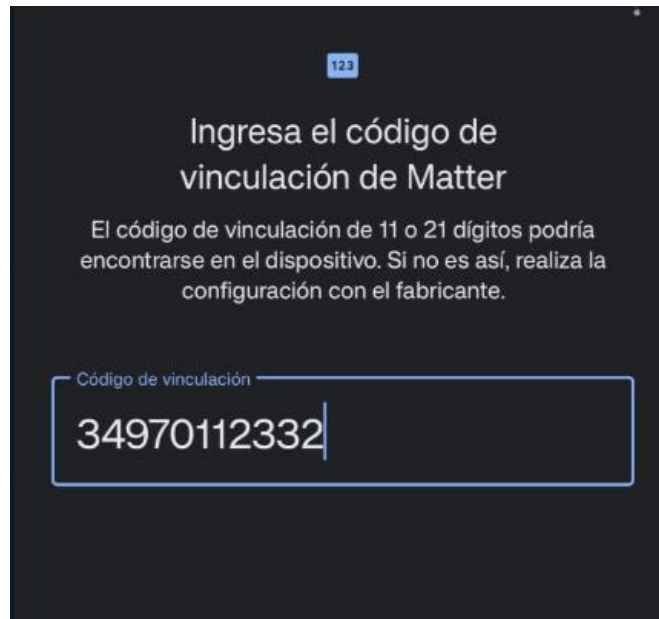 123
Ingresa el código de
vinculación de Matter
El código de vinculación de 11 o 21 dígitos podría
encontrarse en el dispositivo. Si no es así, realiza la
configuración con el fabricante.
Código de vinculación
34970112332